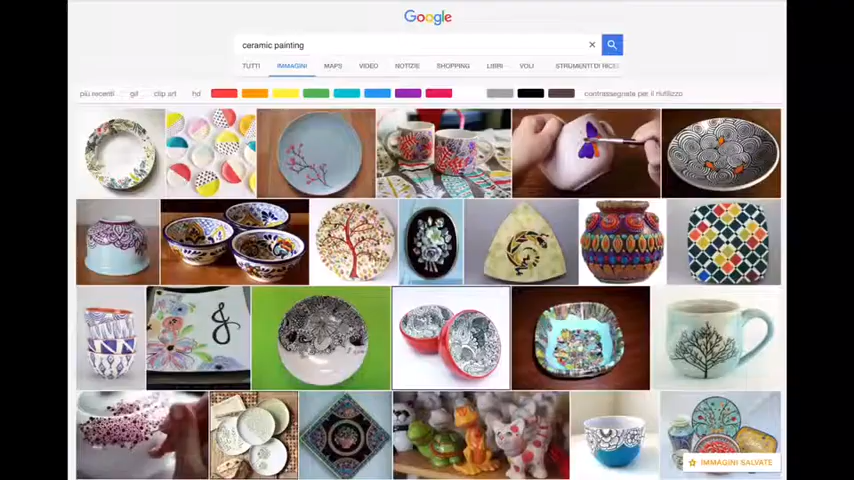 Google
ceramic painting
TUTTI IMMAGINI MAPS VIDEO NOTIZIE SHOPPING LIBRI VOLI STRUMENTI DI
più recenti gif clip art hd contrassegnate per il riutilizzo
&
IMMAGINI SALVATE